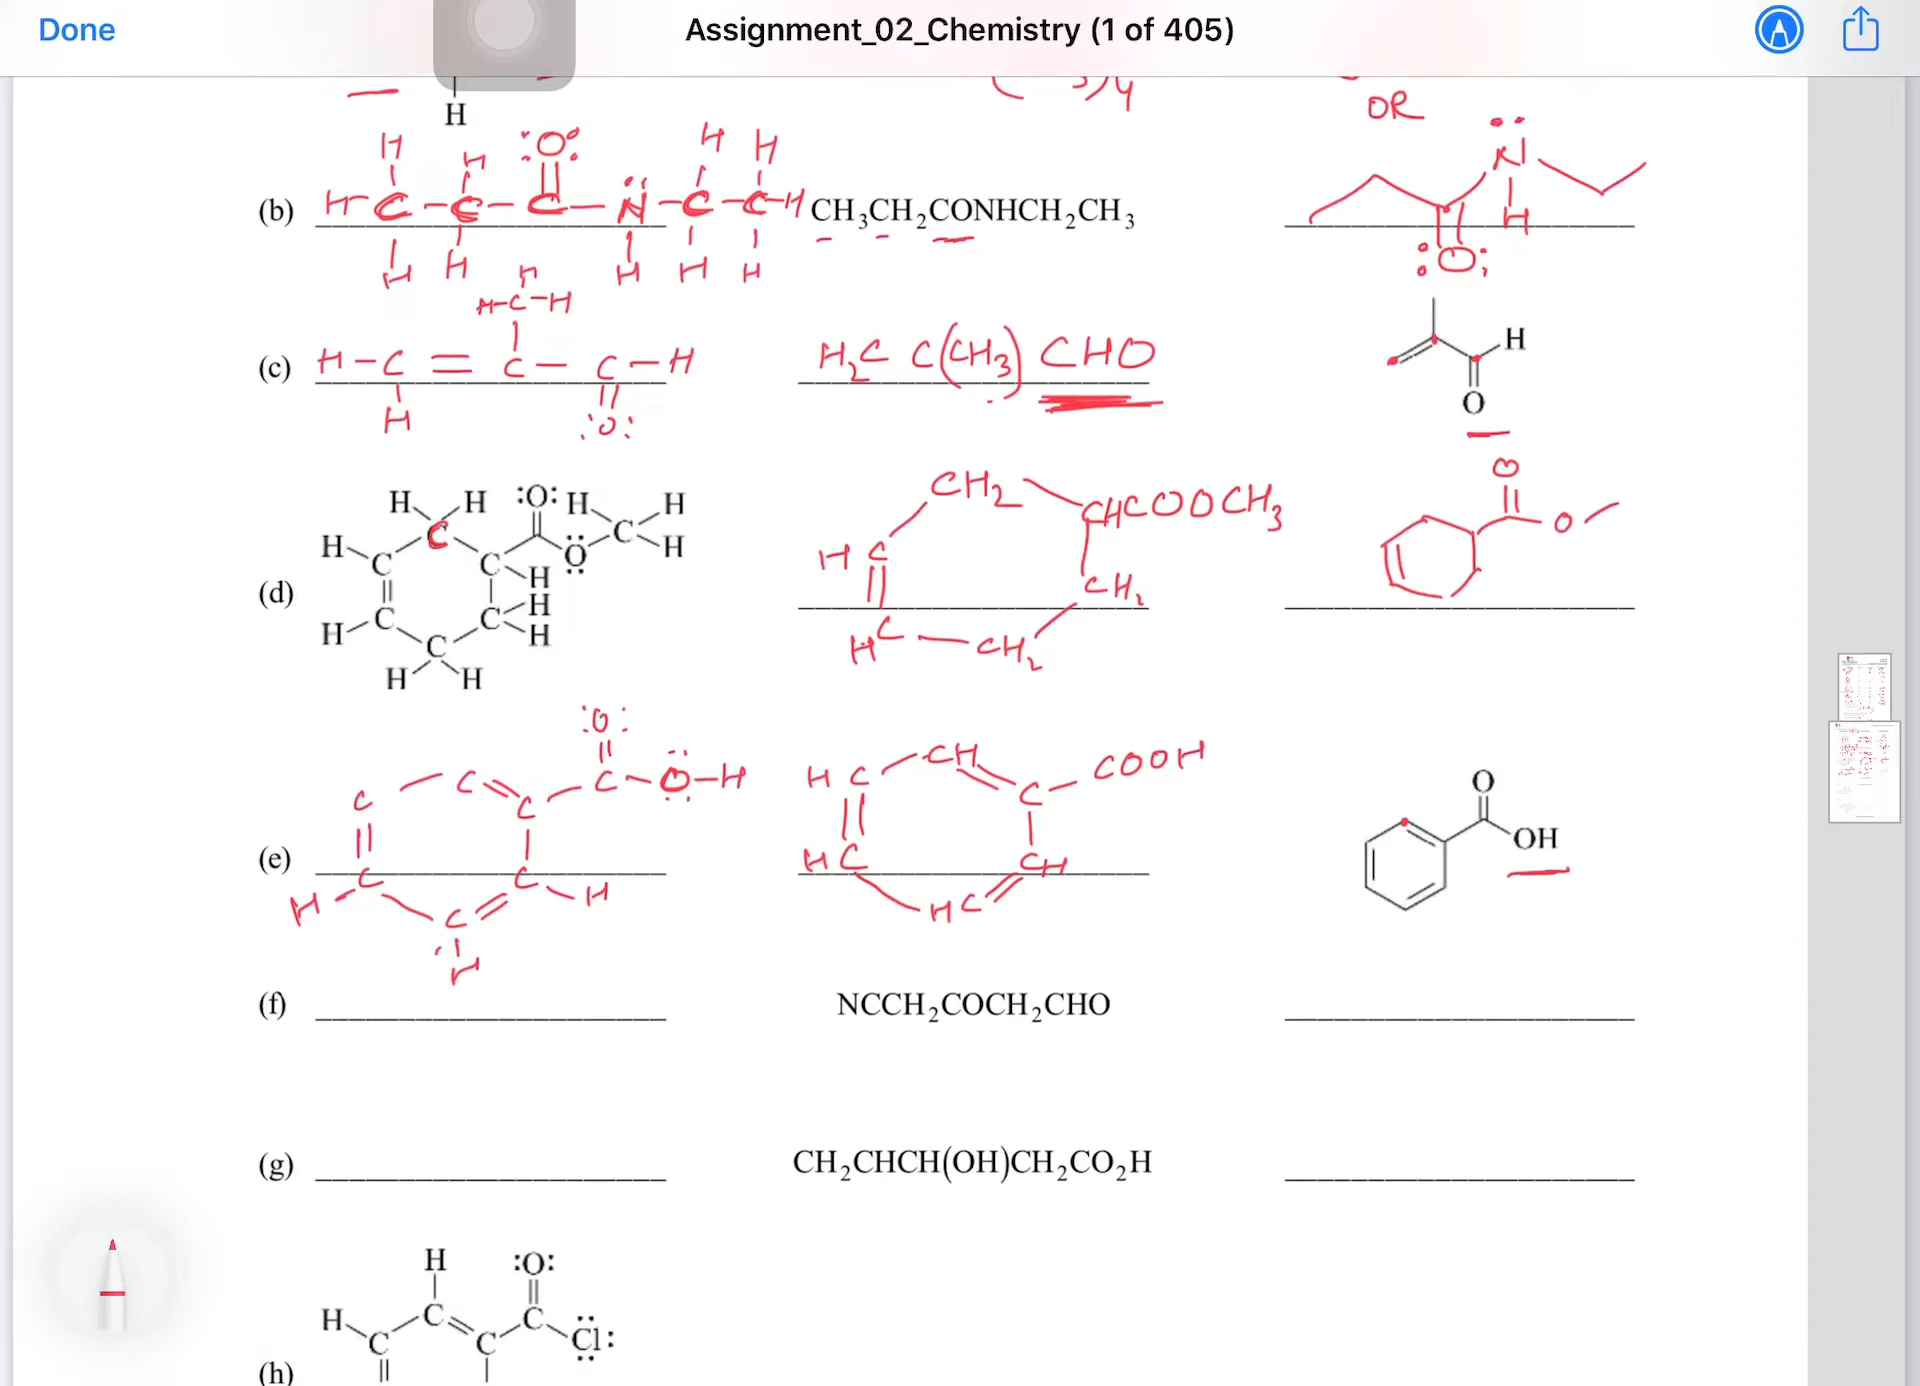 Done
Assignment_02_Chemistry (1 of 405)
H
OR
(b)
H H :O: H H
H-C-C-C-N-C-C-H
H H H H H
CH₃CH₂CONHCH₂CH₃
N
H
:O:
(c)
H
H-C-H
H-C=C-C-H
H :O:
H₂C C(CH₃) CHO
H
O
(d)
H H :O: H H
H C C H
C C O
H
C C H
H C H
H H
CH₂ CHCOOCH₃
HC CH₂
HC CH₂
O
O
(e)
:O:
C C C C-O-H
C C
H C H
H
HC CH C COOH
HC CH
HC
O
OH
(f)
NCCH₂COCH₂CHO
(g)
CH₂CHCH(OH)CH₂CO₂H
(h)
H :O:
H C C
C C Cl: